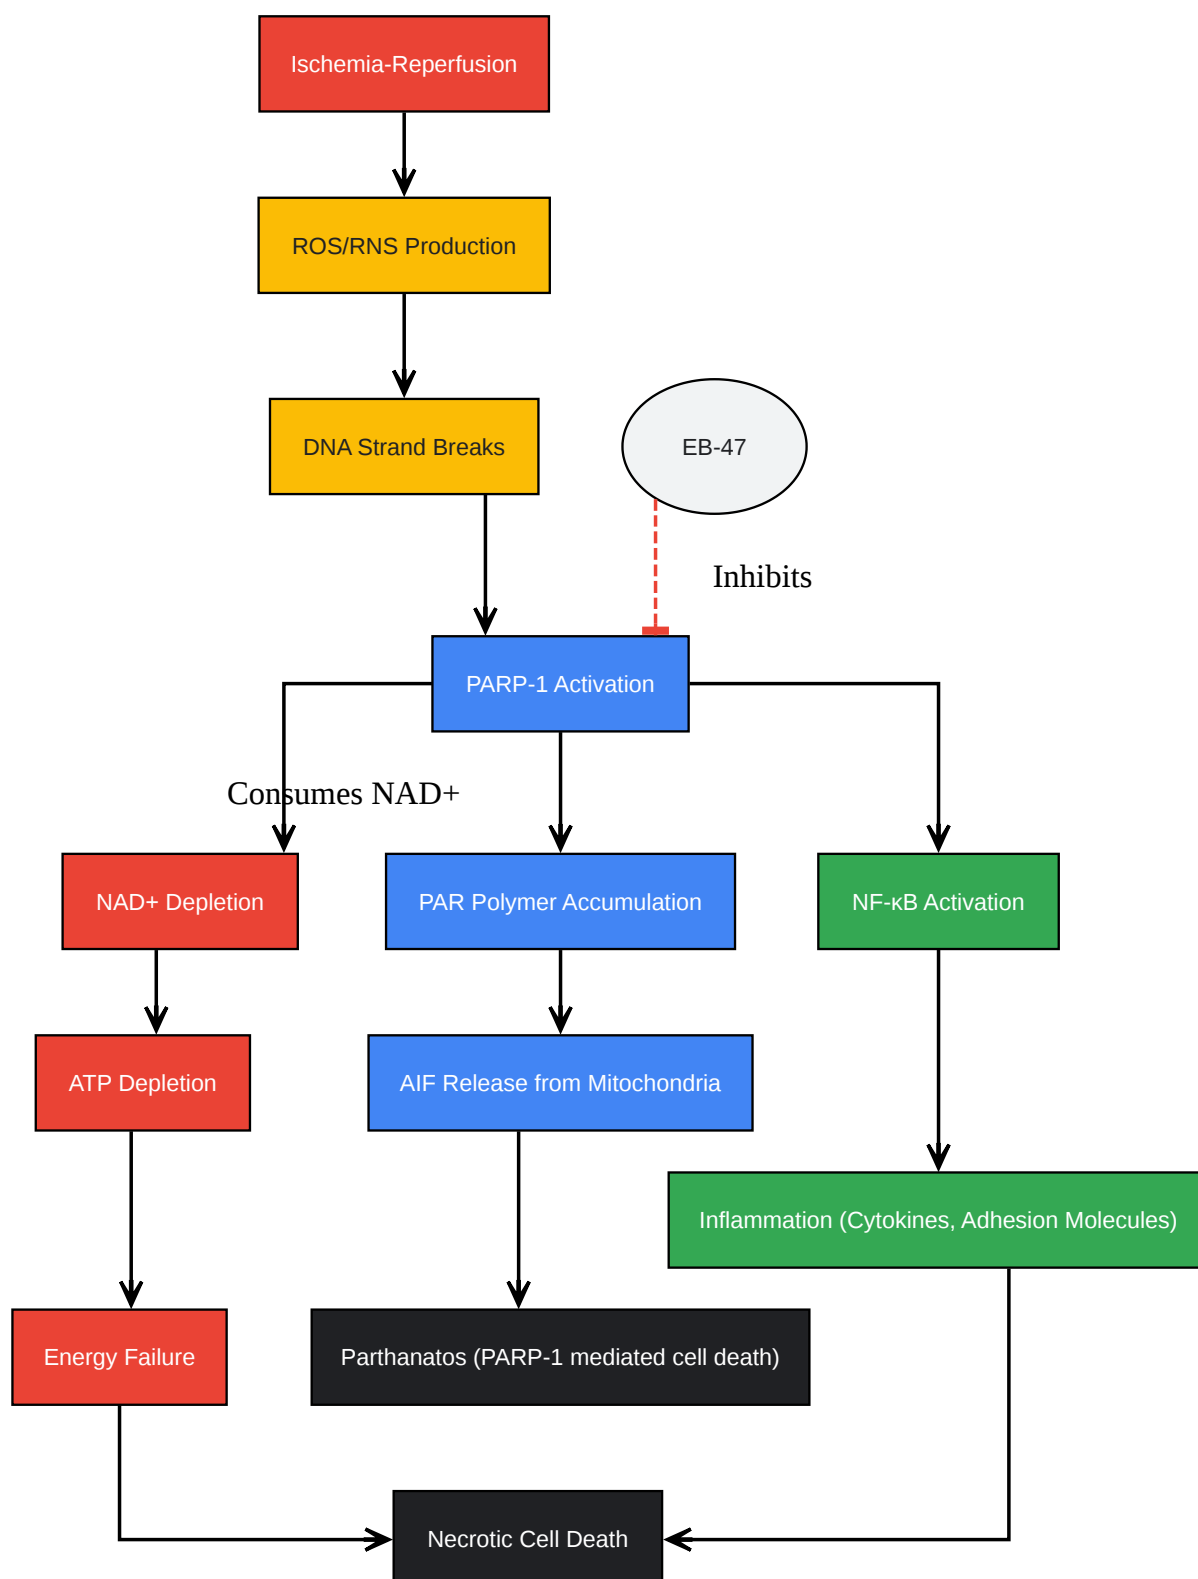 Ischemia-Reperfusion
ROS/RNS Production
DNA Strand Breaks
EB-47
Inhibits
PARP-1 Activation
Consumes NAD+
NAD+ Depletion
PAR Polymer Accumulation
NF-κB Activation
ATP Depletion
AIF Release from Mitochondria
Inflammation (Cytokines, Adhesion Molecules)
Energy Failure
Parthanatos (PARP-1 mediated cell death)
Necrotic Cell Death